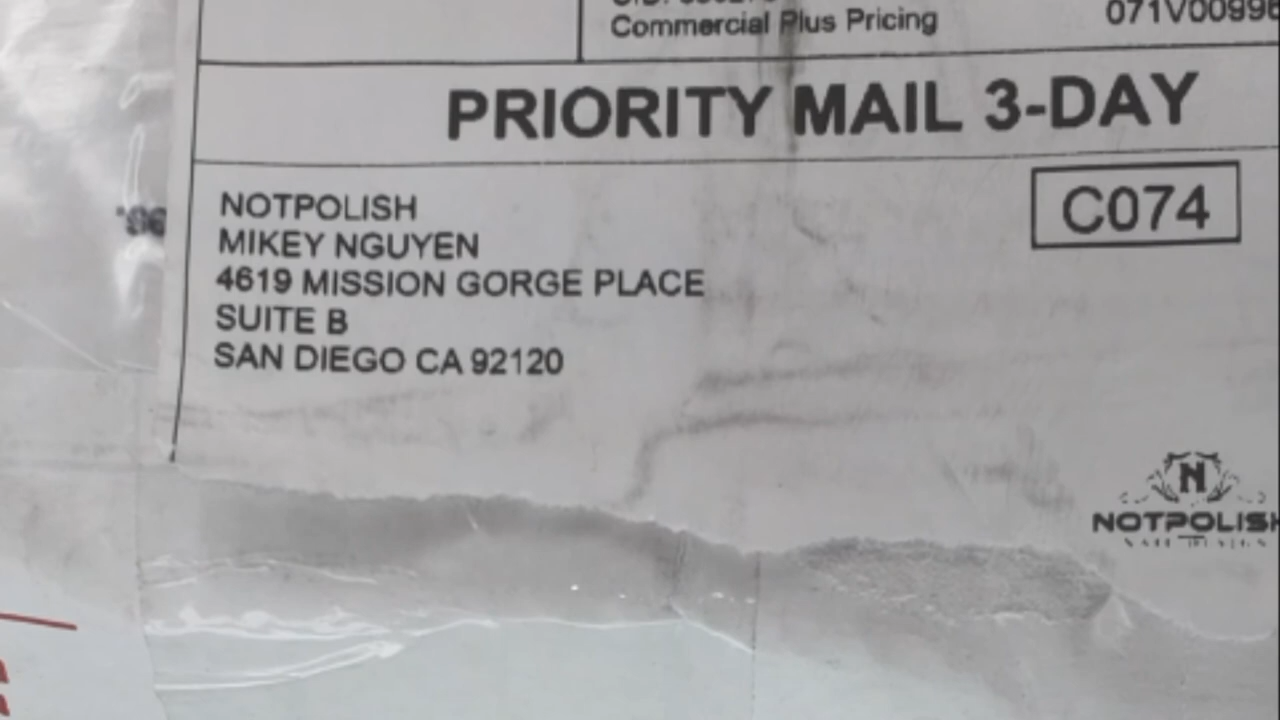 Commercial Plus Pricing
071V0099
PRIORITY MAIL 3-DAY
C074
NOTPOLISH
MIKEY NGUYEN
4619 MISSION GORGE PLACE
SUITE B
SAN DIEGO CA 92120
N
NOTPOLISH